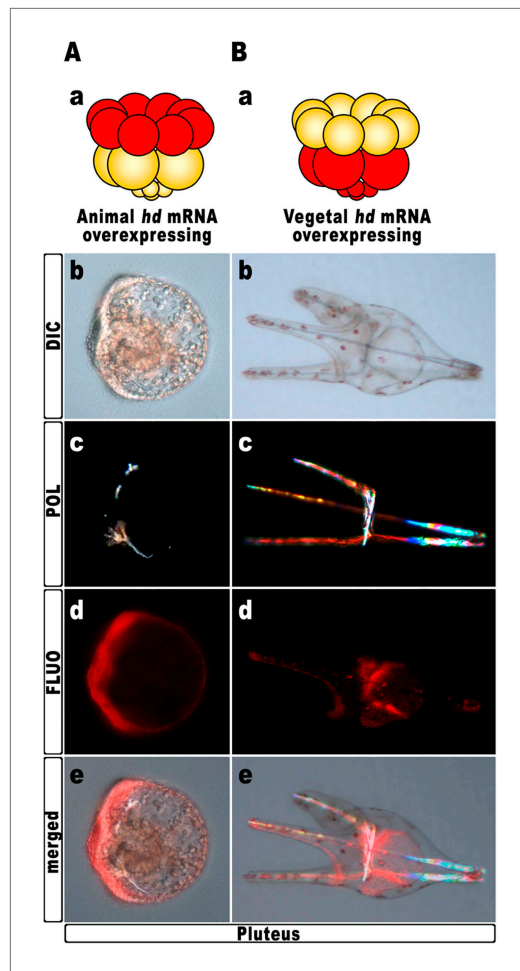 A
B
a
a
Animal hd mRNA
overexpressing
Vegetal hd mRNA
overexpressing
DIC
b
b
POL
c
c
FLUO
d
d
merged
e
e
Pluteus